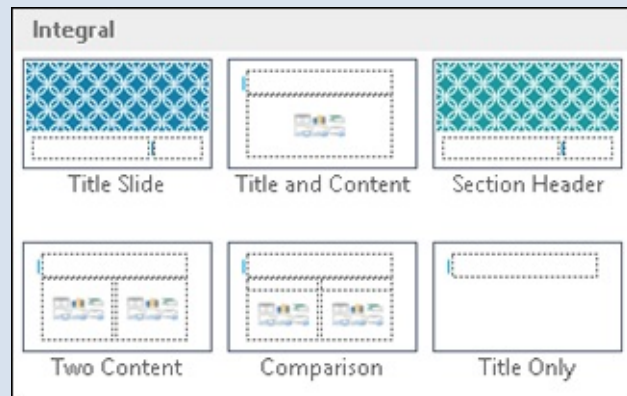 Integral
Title Slide
Title and Content
Section Header
Two Content
Comparison
Title Only